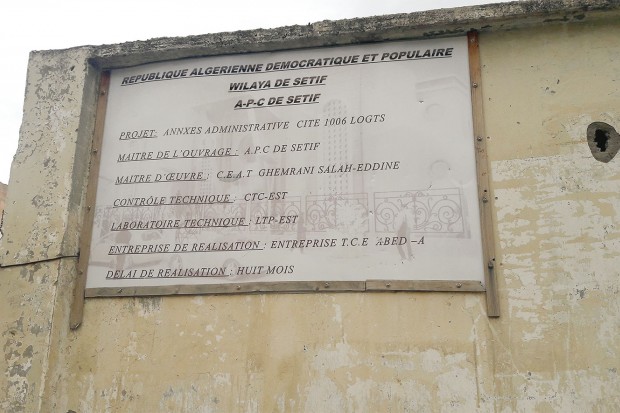 REPUBLIQUE ALGERIENNE DEMOCRATIQUE ET POPULAIRE
WILAYA DE SETIF
A-P-C DE SETIF
PROJET: ANNXES ADMINISTRATIVE CITE 1006 LOGTS
MAITRE DE L'OUVRAGE : A.P.C DE SETIF
MAITRE D'ŒUVRE : C.E.A.T GHEMRANI SALAH-EDDINE
CONTRÔLE TECHNIQUE : CTC-EST
LABORATOIRE TECHNIQUE : LTP-EST
ENTREPRISE DE REALISATION : ENTREPRISE T.C.E ABED –A
DELAI DE REALISATION : HUIT MOIS